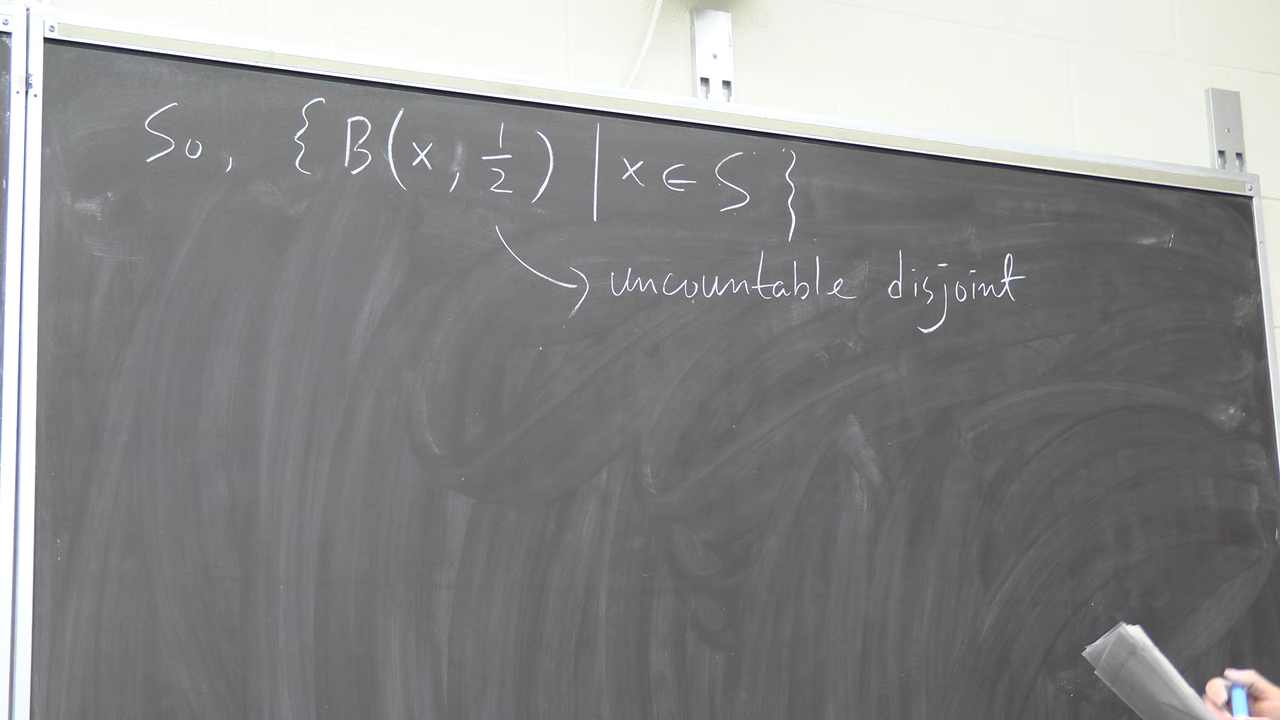 So, { B(x, 1/2) | x ∈ S }
→ uncountable disjoint